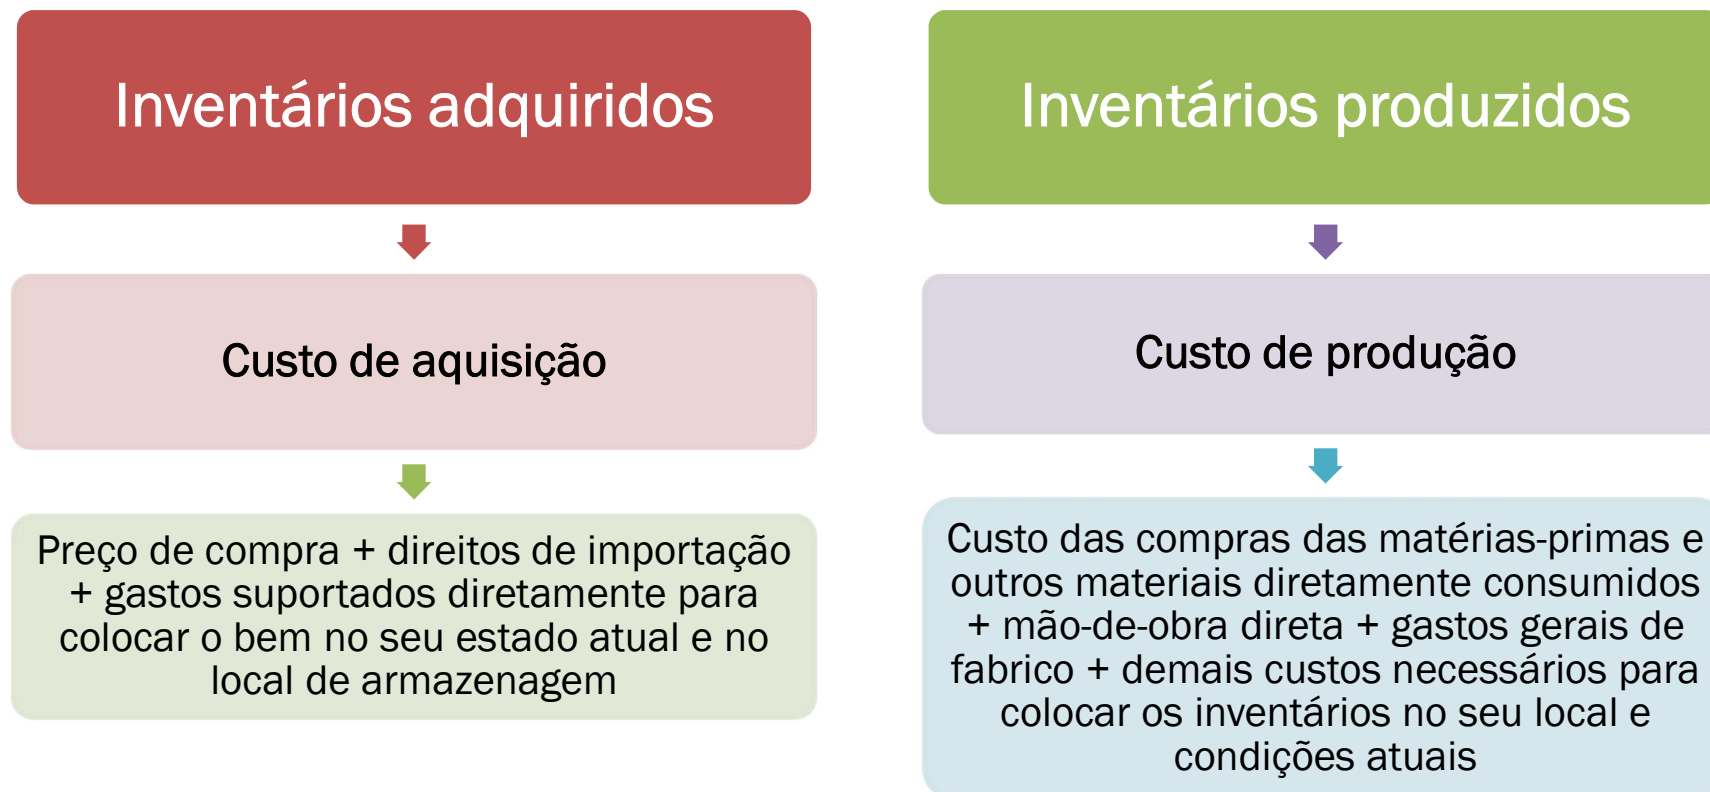 Inventários adquiridos
Custo de aquisição
Preço de compra + direitos de importação
+ gastos suportados diretamente para
colocar o bem no seu estado atual e no
local de armazenagem
Inventários produzidos
Custo de produção
Custo das compras das matérias-primas e
outros materiais diretamente consumidos
+ mão-de-obra direta + gastos gerais de
fabrico + demais custos necessários para
colocar os inventários no seu local e
condições atuais